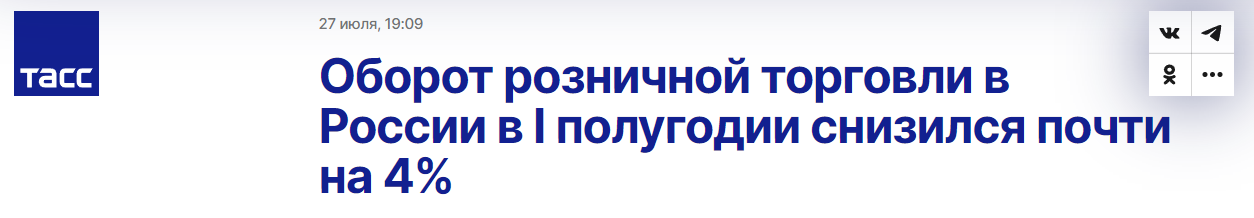 тасс
27 июля, 19:09
Оборот розничной торговли в
России в I полугодии снизился почти
на 4%